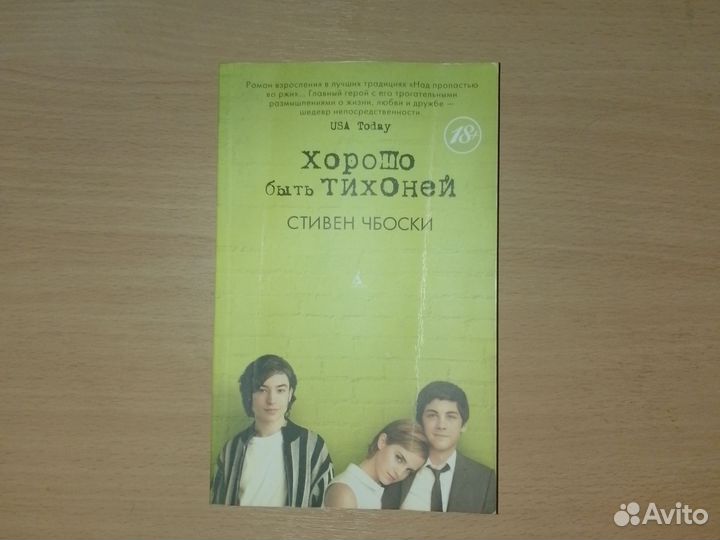 Роман взросления в лучших традициях «Над пропастью
во ржи»... Главный герой с его трогательными
размышлениями о жизни, любви и дружбе —
шедевр непосредственности.
USA Today
18+
хорошо
быть тихоней
СТИВЕН ЧБОСКИ
Avito